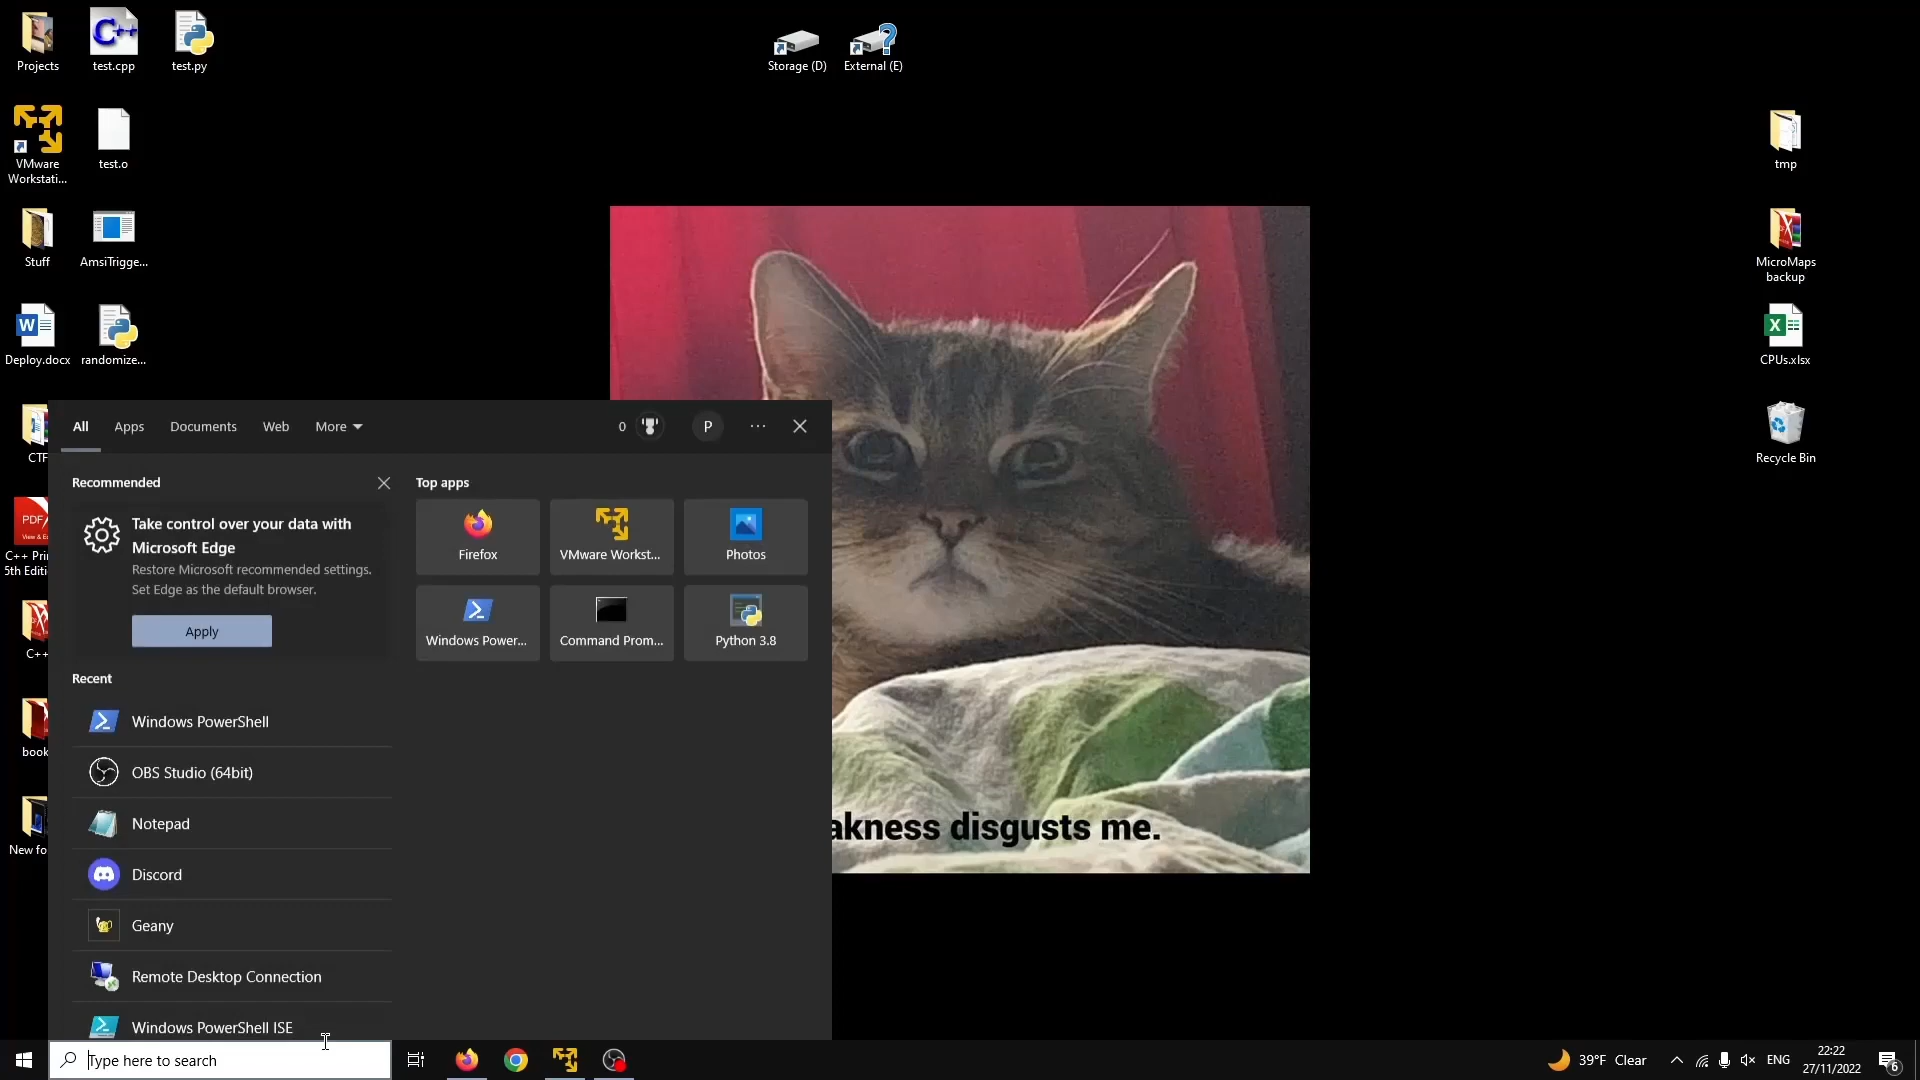 Projects
test.cpp
test.py
Storage (D)
External (E)
VMware
Workstati...
test.o
tmp
Stuff
AmsiTrigge...
MicroMaps
backup
Deploy.docx
randomize...
CPUs.xlsx
CTF
Recycle Bin
PDF
View & E
C++ Pri
5th Editi
C++
book
New fo
All
Apps
Documents
Web
More
0
P
Recommended
Take control over your data with
Microsoft Edge
Restore Microsoft recommended settings.
Set Edge as the default browser.
Apply
Top apps
Firefox
VMware Workst...
Photos
Windows Power...
Command Prom...
Python 3.8
Recent
Windows PowerShell
OBS Studio (64bit)
Notepad
Discord
Geany
Remote Desktop Connection
Windows PowerShell ISE
akness disgusts me.
Type here to search
39°F Clear
ENG
22:22
27/11/2022
6